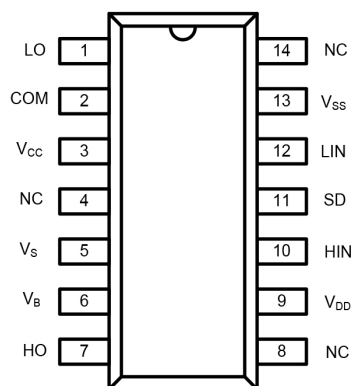 LO 1 14 NC
COM 2 13 VSS
VCC 3 12 LIN
NC 4 11 SD
VS 5 10 HIN
VB 6 9 VDD
HO 7 8 NC